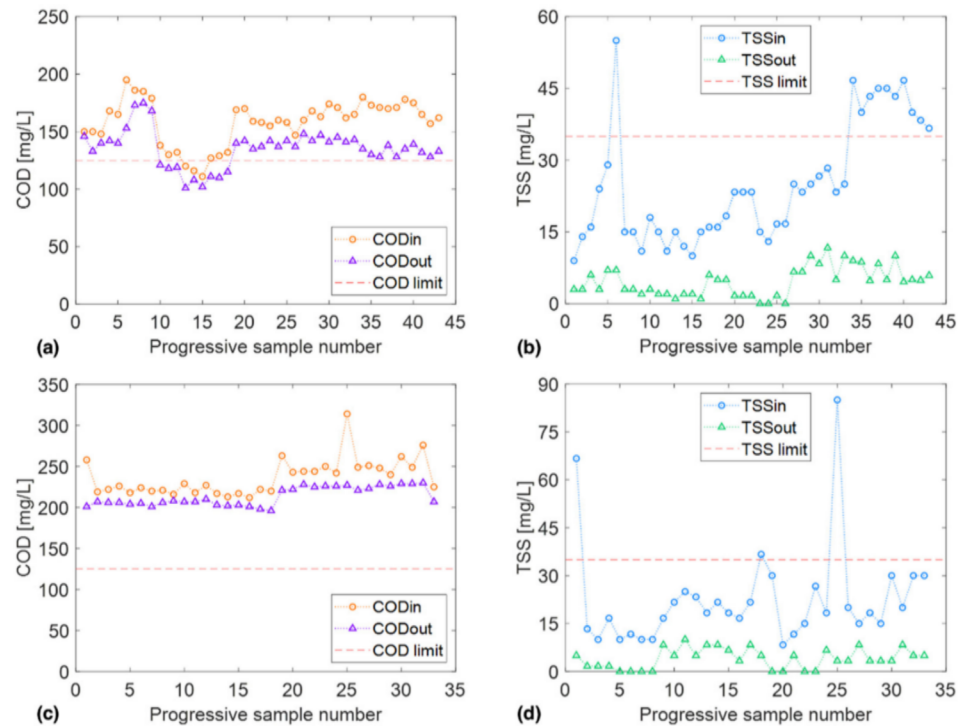 250
200
150
100
50
0
COD [mg/L]
CODin
CODout
COD limit
0 5 10 15 20 25 30 35 40 45
(a) Progressive sample number
60
45
30
15
0
TSS [mg/L]
TSSin
TSSout
TSS limit
0 5 10 15 20 25 30 35 40 45
(b) Progressive sample number
350
300
250
200
150
100
50
0
COD [mg/L]
CODin
CODout
COD limit
0 5 10 15 20 25 30 35
(c) Progressive sample number
90
75
60
45
30
15
0
TSS [mg/L]
TSSin
TSSout
TSS limit
0 5 10 15 20 25 30 35
(d) Progressive sample number